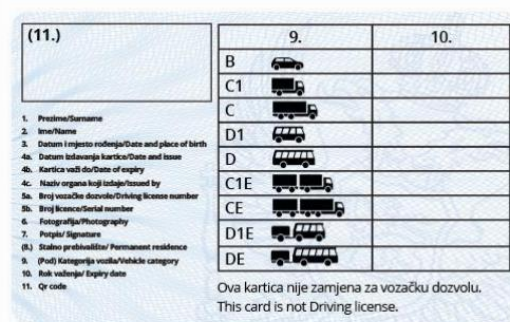 (11.)
1. Prezime/Surname
2. Ime/Name
3. Datum i mjesto rođenja/Date and place of birth
4a. Datum izdavanja kartice/Date and issue
4b. Kartica važi do/Date of expiry
4c. Naziv organa koji izdaje/Issued by
5a. Broj vozačke dozvole/Driving license number
5b. Broj licence/Serial number
6. Fotografija/Photography
7. Potpis/ Signature
(8.) Stalno prebivalište/ Permanent residence
9. (Pod) Kategorija vozila/Vehicle category
10. Rok važenja/ Expiry date
11. Qr code
9. 10.
B
C1
C
D1
D
C1E
CE
D1E
DE
Ova kartica nije zamjena za vozačku dozvolu.
This card is not Driving license.